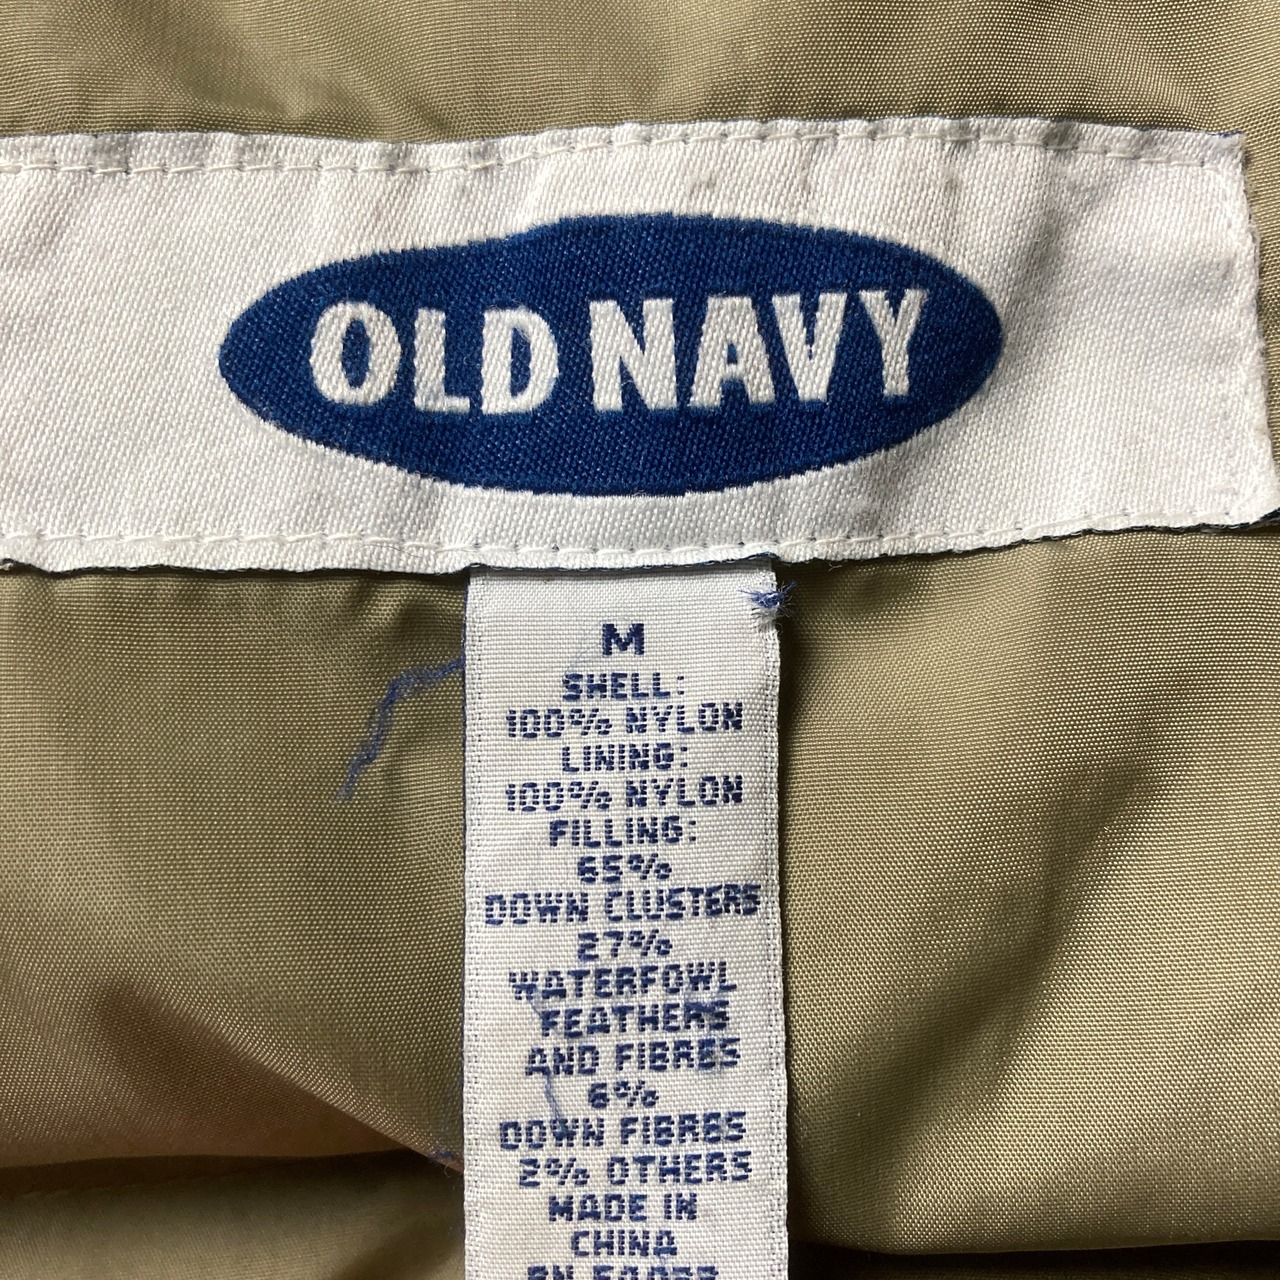 OLD NAVY
M
SHELL:
100% NYLON
LINING:
100% NYLON
FILLING:
65%
DOWN CLUSTERS
27%
WATERFOWL
FEATHERS
AND FIBRES
6%
DOWN FIBRES
2% OTHERS
MADE IN
CHINA